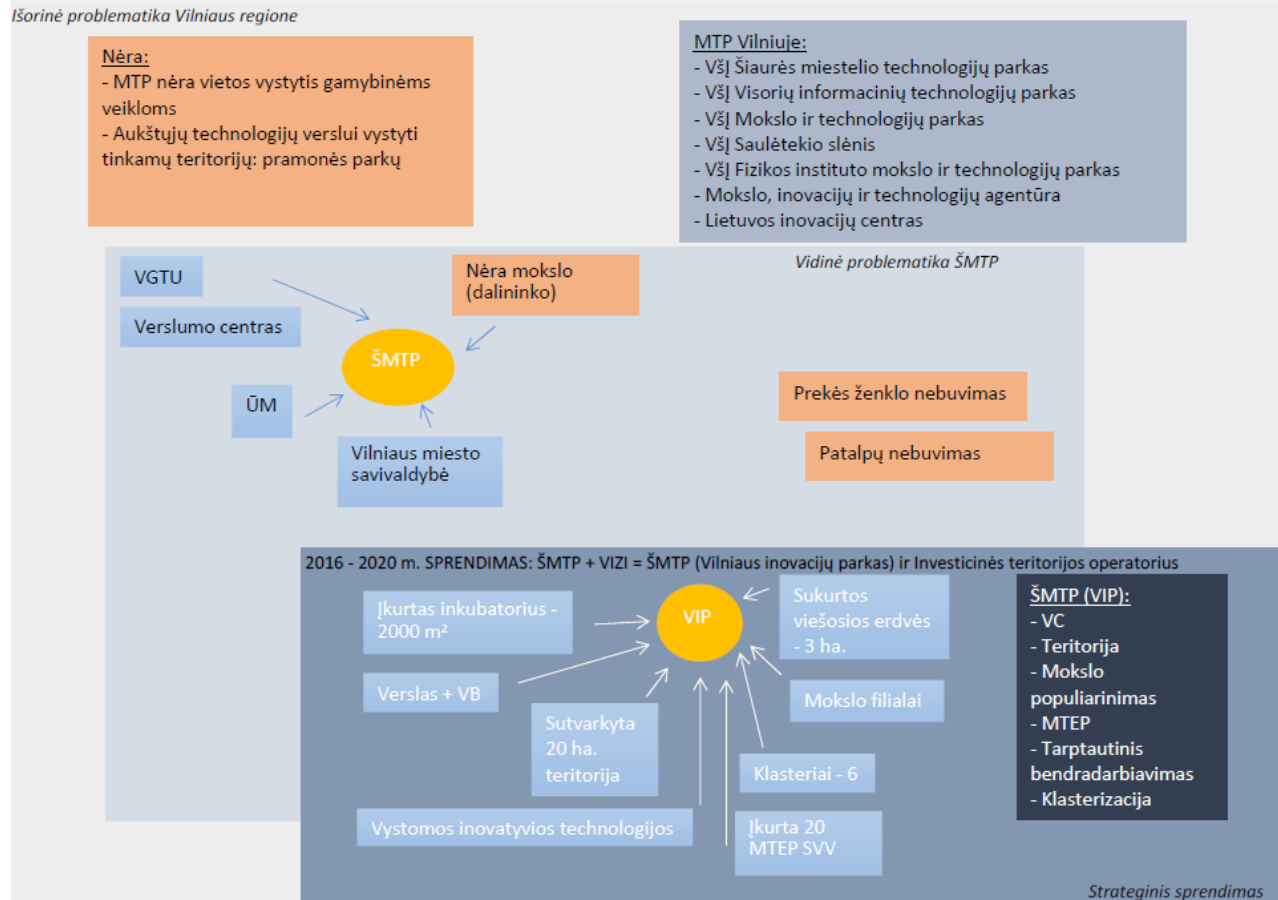 Išorinė problematika Vilniaus regione
Nėra:
- MTP nėra vietos vystytis gamybinėms
veikloms
- Aukštųjų technologijų verslui vystyti
tinkamų teritorijų: pramonės parkų
MTP Vilniuje:
- VšĮ Šiaurės miestelio technologijų parkas
- VšĮ Visorių informacinių technologijų parkas
- VšĮ Mokslo ir technologijų parkas
- VšĮ Saulėtekio slėnis
- VšĮ Fizikos instituto mokslo ir technologijų parkas
- Mokslo, inovacijų ir technologijų agentūra
- Lietuvos inovacijų centras
Vidinė problematika ŠMTP
VGTU
Verslumo centras
Nėra mokslo
(dalininko)
ŠMTP
ŪM
Vilniaus miesto
savivaldybė
Prekės ženklo nebuvimas
Patalpų nebuvimas
2016 - 2020 m. SPRENDIMAS: ŠMTP + VIZI = ŠMTP (Vilniaus inovacijų parkas) ir Investicinės teritorijos operatorius
Įkurtas inkubatorius -
2000 m²
VIP
Sukurtos
viešosios erdvės
- 3 ha.
Verslas + VB
Mokslo filialai
Sutvarkyta
20 ha.
teritorija
Klasteriai - 6
Vystomos inovatyvios technologijos
Įkurta 20
MTEP SVV
ŠMTP (VIP):
- VC
- Teritorija
- Mokslo
populiarinimas
- MTEP
- Tarptautinis
bendradarbiavimas
- Klasterizacija
Strateginis sprendimas